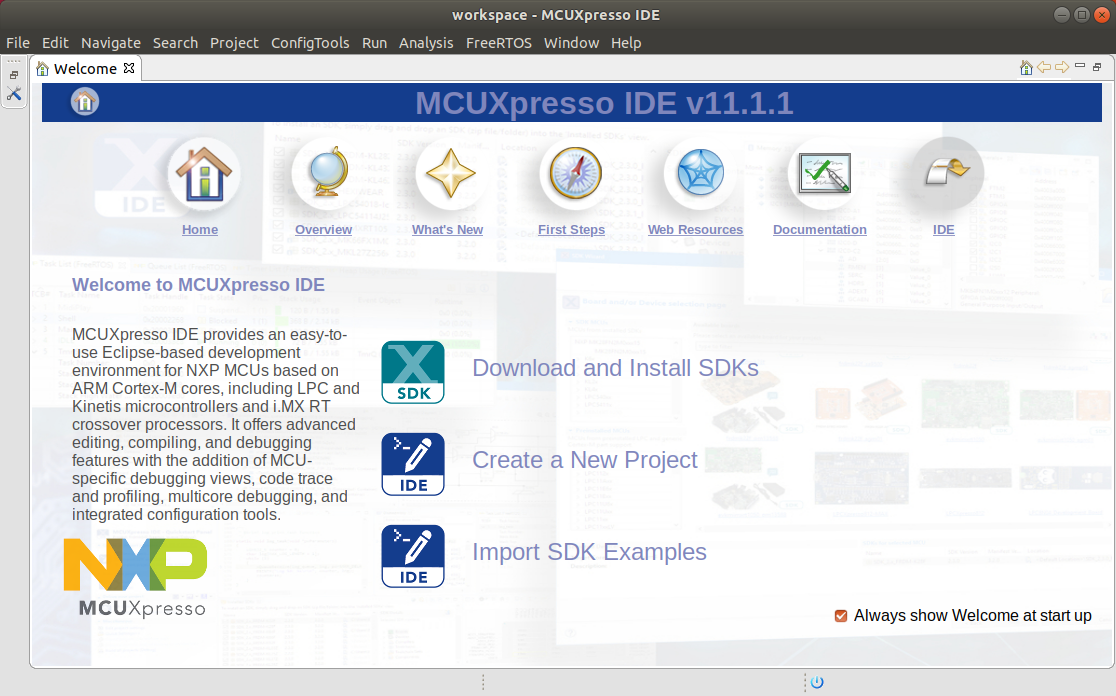 workspace - MCUXpresso IDE
File Edit Navigate Search Project ConfigTools Run Analysis FreeRTOS Window Help
Welcome
MCUXpresso IDE v11.1.1
IDE
Home Overview What's New First Steps Web Resources Documentation IDE
Welcome to MCUXpresso IDE
MCUXpresso IDE provides an easy-to-
use Eclipse-based development
environment for NXP MCUs based on
ARM Cortex-M cores, including LPC and
Kinetis microcontrollers and i.MX RT
crossover processors. It offers advanced
editing, compiling, and debugging
features with the addition of MCU-
specific debugging views, code trace
and profiling, multicore debugging, and
integrated configuration tools.
X
SDK
Download and Install SDKs
IDE
Create a New Project
IDE
Import SDK Examples
NXP
MCUXpresso
Always show Welcome at start up